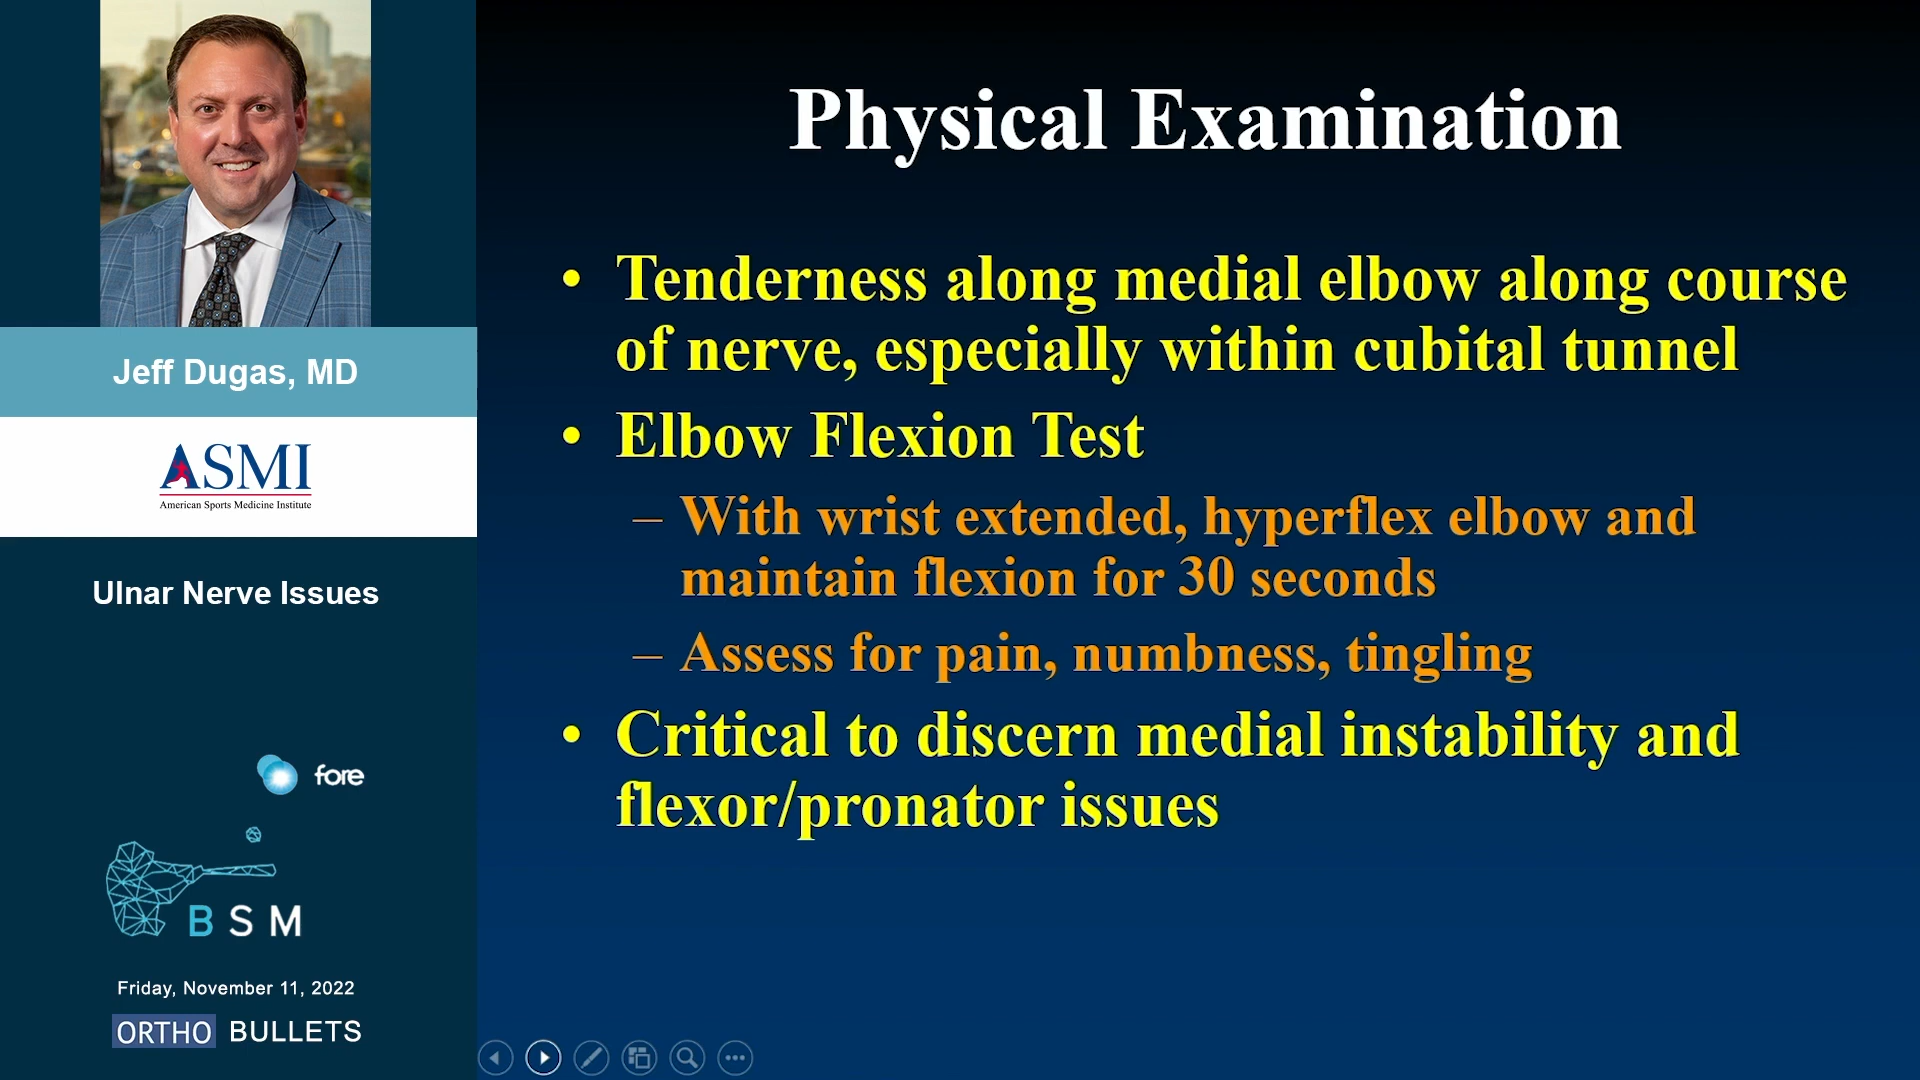 Jeff Dugas, MD
ASMI
American Sports Medicine Institute
Ulnar Nerve Issues
fore
BSM
Friday, November 11, 2022
ORTHO BULLETS
Physical Examination
• Tenderness along medial elbow along course
of nerve, especially within cubital tunnel
• Elbow Flexion Test
– With wrist extended, hyperflex elbow and
maintain flexion for 30 seconds
– Assess for pain, numbness, tingling
• Critical to discern medial instability and
flexor/pronator issues